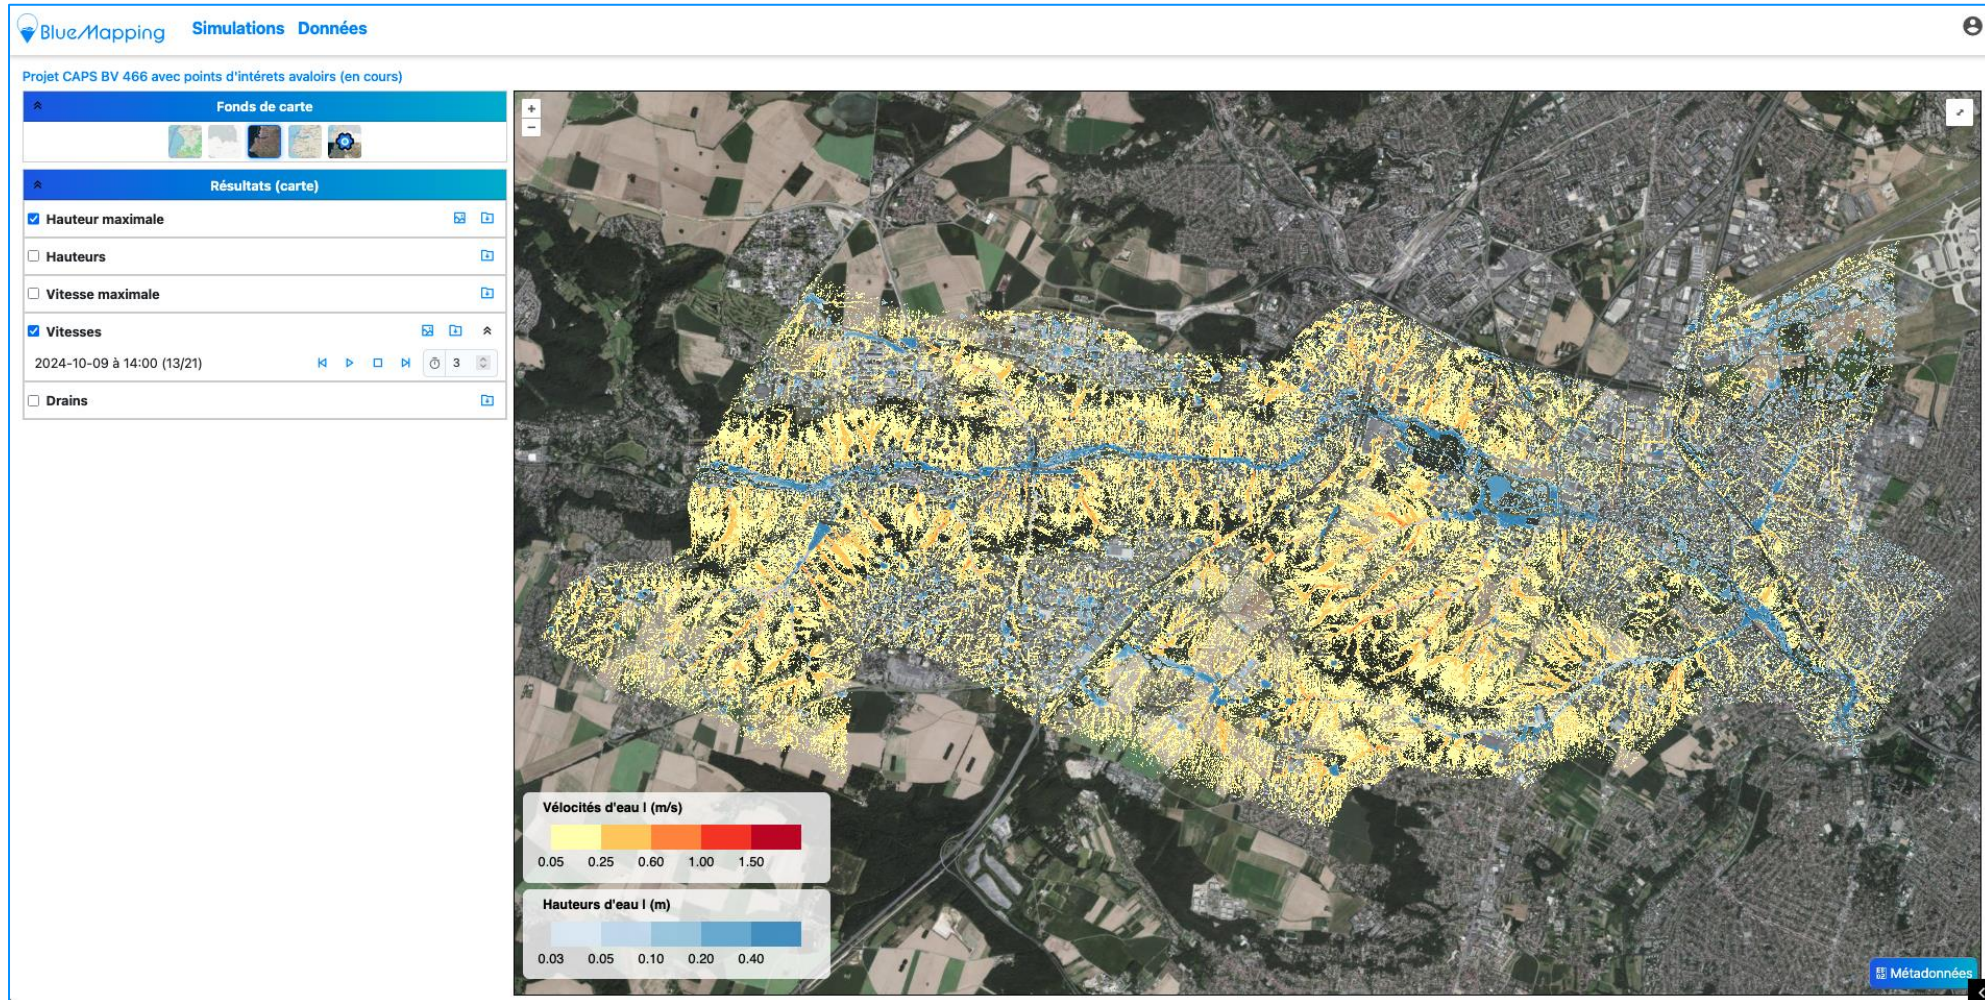 BlueMapping Simulations Données
Projet CAPS BV 466 avec points d'intérets avaloirs (en cours)
Fonds de carte
Résultats (carte)
Hauteur maximale
Hauteurs
Vitesse maximale
Vitesses
2024-10-09 à 14:00 (13/21) 3
Drains
+
−
Vélocités d'eau | (m/s)
0.05 0.25 0.60 1.00 1.50
Hauteurs d'eau | (m)
0.03 0.05 0.10 0.20 0.40
Métadonnées